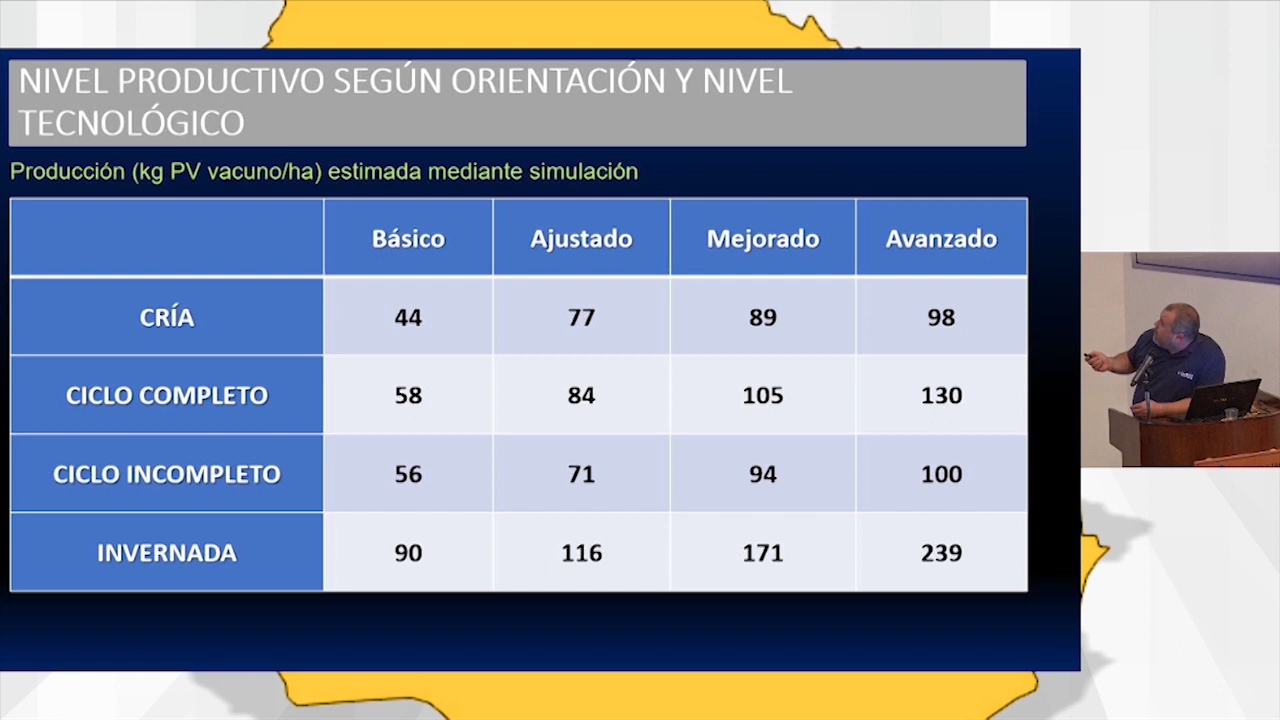 NIVEL PRODUCTIVO SEGÚN ORIENTACIÓN Y NIVEL
TECNOLÓGICO
Producción (kg PV vacuno/ha) estimada mediante simulación
Básico Ajustado Mejorado Avanzado
CRÍA 44 77 89 98
CICLO COMPLETO 58 84 105 130
CICLO INCOMPLETO 56 71 94 100
INVERNADA 90 116 171 239